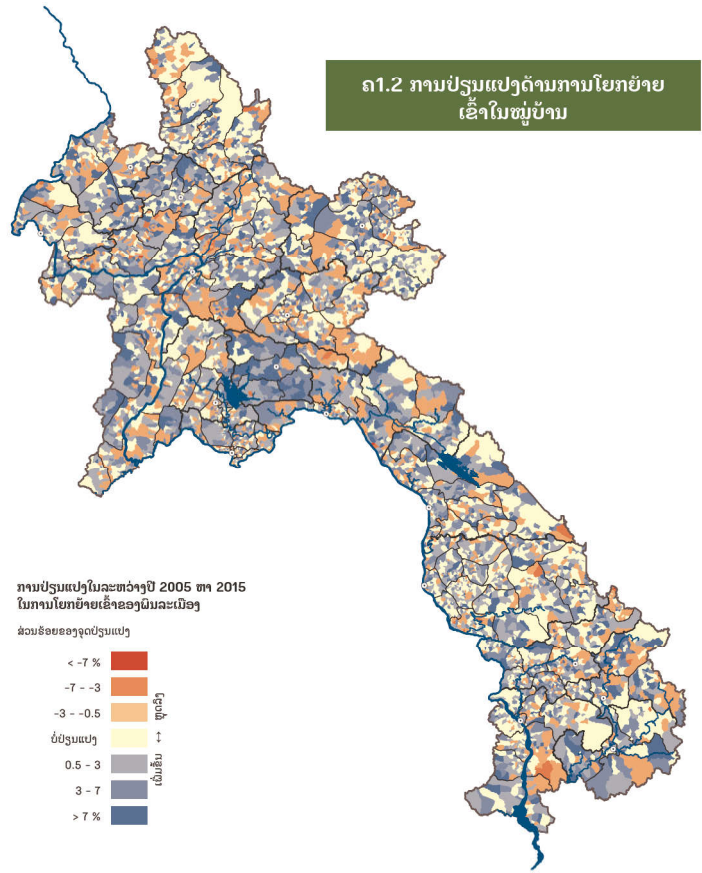 ຄ1.2 ການປ່ຽນແປງດ້ານການໂຍກຍ້າຍ
ເຂົ້າໃນໝູ່ບ້ານ
ການປ່ຽນແປງໃນລະຫວ່າງປີ 2005 ຫາ 2015
ໃນການໂຍກຍ້າຍເຂົ້າຂອງພົນລະເມືອງ
ສ່ວນຮ້ອຍຂອງຈຸດປ່ຽນແປງ
< -7 %
-7 - -3
-3 - -0.5
ບໍ່ປ່ຽນແປງ
0.5 - 3
3 - 7
> 7 %
ຫຼຸດລົງ
↔
ເພີ່ມຂຶ້ນ